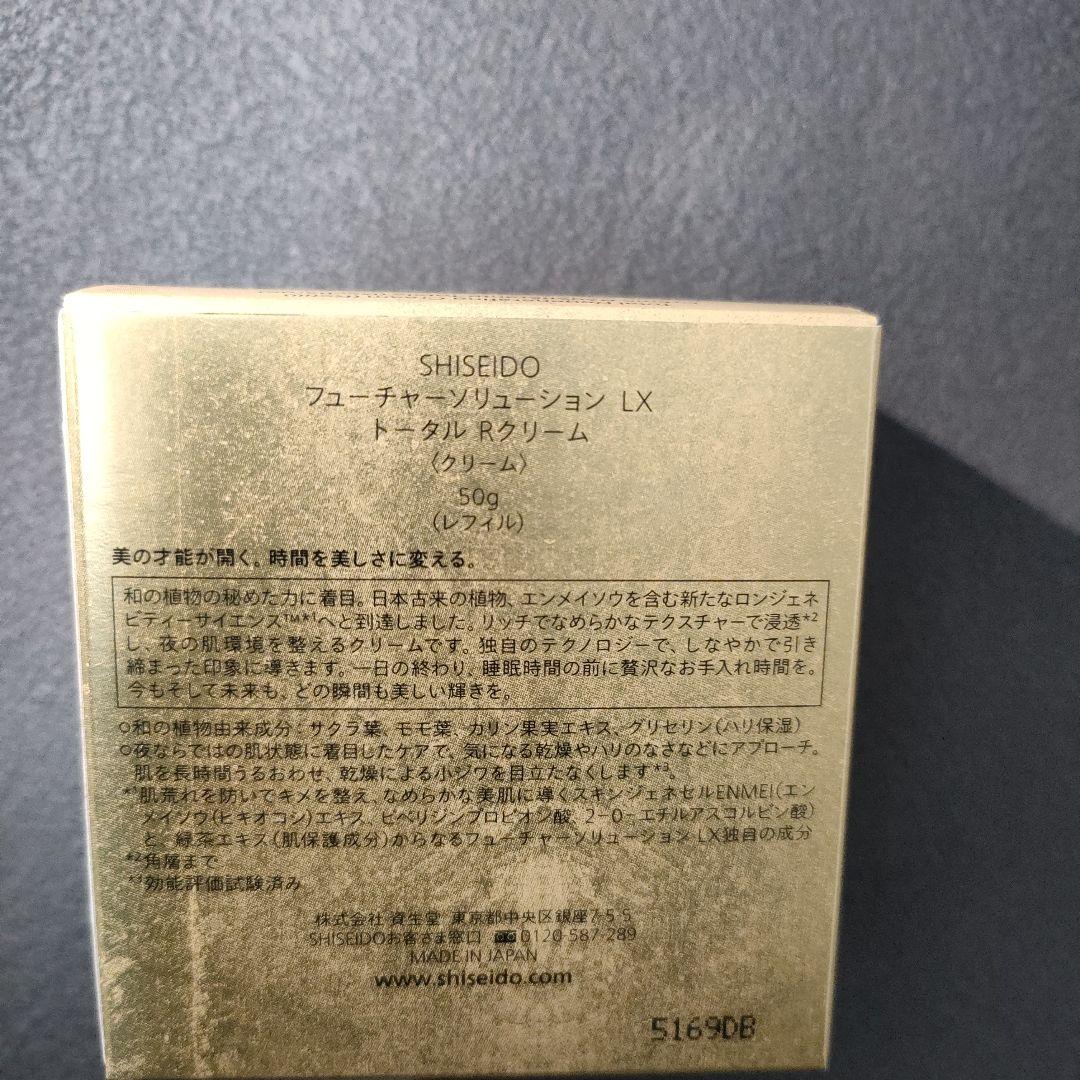 SHISEIDO
フューチャーソリューション LX
トータル Rクリーム
〈クリーム〉
50g
(レフィル)
美の才能が開く。時間を美しさに変える。
和の植物の秘めた力に着目。日本古来の植物、エンメイソウを含む新たなロンジェネ
ビティーサイエンス™*¹へと到達しました。リッチでなめらかなテクスチャーで浸透*²
し、夜の肌環境を整えるクリームです。独自のテクノロジーで、しなやかで引き
締まった印象に導きます。一日の終わり、睡眠時間の前に贅沢なお手入れ時間を。
今もそして未来も、どの瞬間も美しい輝きを。
○和の植物由来成分：サクラ葉、モモ葉、カリン果実エキス、グリセリン(ハリ保湿)
○夜ならではの肌状態に着目したケアで、気になる乾燥やハリのなさなどにアプローチ。
肌を長時間うるおわせ、乾燥による小ジワを目立たなくします*³。
*¹肌荒れを防いでキメを整え、なめらかな美肌に導くスキンジェネセルENMEI(エン
メイソウ(ヒキオコシ)エキス、ピペリジンプロピオン酸、2-O-エチルアスコルビン酸)
と、緑茶エキス(肌保護成分)からなるフューチャーソリューション LX独自の成分
*²角層まで
*³効能評価試験済み
株式会社 資生堂 東京都中央区銀座7-5-5
SHISEIDOお客さま窓口 0120-587-289
MADE IN JAPAN
www.shiseido.com
5169DB